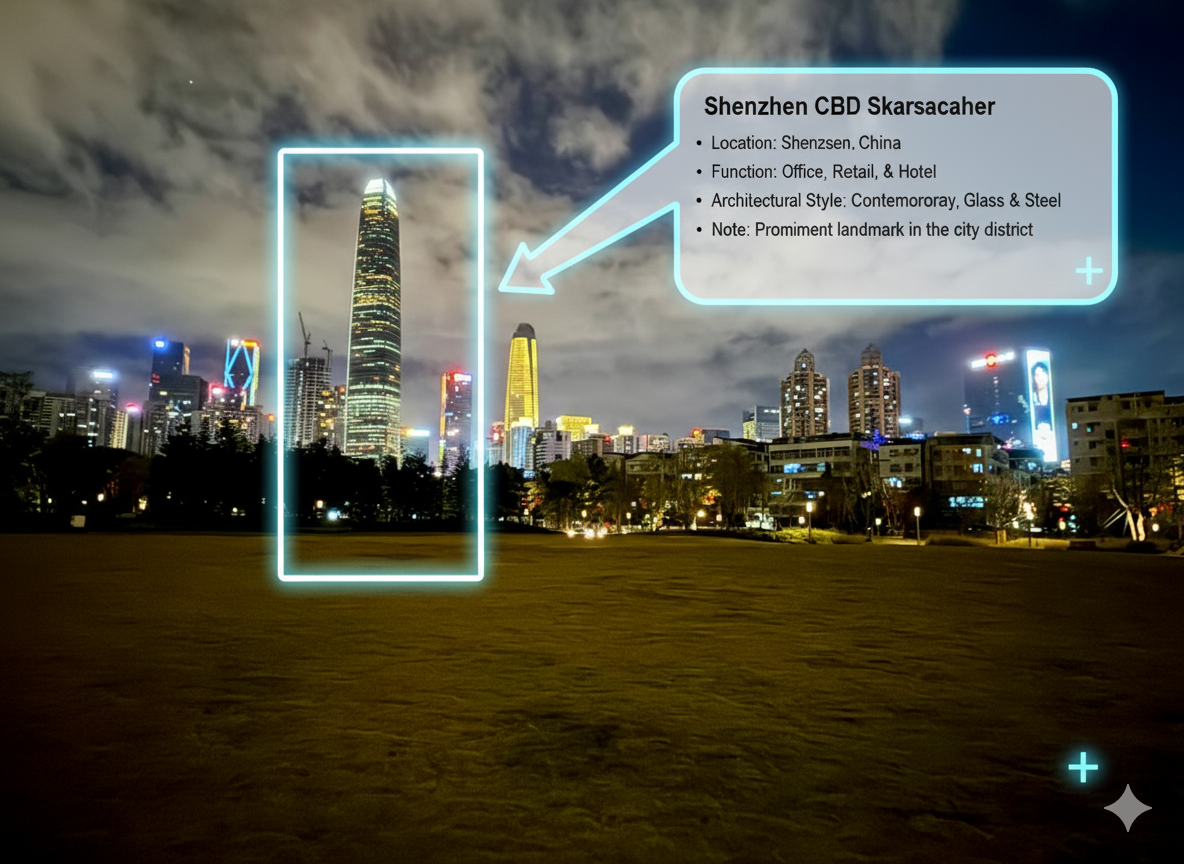 Shenzhen CBD Skarsacaher
• Location: Shenzsen, China
• Function: Office, Retail, & Hotel
• Architectural Style: Contemororay, Glass & Steel
• Note: Promiment landmark in the city district